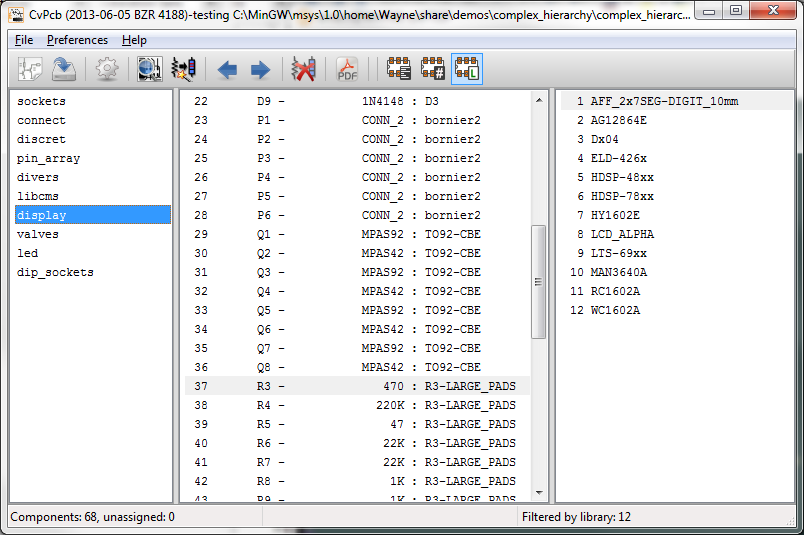 CvPcb (2013-06-05 BZR 4188)-testing C:\MinGW\msys\1.0\home\Wayne\share\demos\complex_hierarchy\complex_hierarc...
File Preferences Help
PDF
#
L
sockets
connect
discret
pin_array
divers
libcms
display
valves
led
dip_sockets
22 D9 - 1N4148 : D3
23 P1 - CONN_2 : bornier2
24 P2 - CONN_2 : bornier2
25 P3 - CONN_2 : bornier2
26 P4 - CONN_2 : bornier2
27 P5 - CONN_2 : bornier2
28 P6 - CONN_2 : bornier2
29 Q1 - MPAS92 : TO92-CBE
30 Q2 - MPAS42 : TO92-CBE
31 Q3 - MPAS92 : TO92-CBE
32 Q4 - MPAS42 : TO92-CBE
33 Q5 - MPAS92 : TO92-CBE
34 Q6 - MPAS42 : TO92-CBE
35 Q7 - MPAS92 : TO92-CBE
36 Q8 - MPAS42 : TO92-CBE
37 R3 - 470 : R3-LARGE_PADS
38 R4 - 220K : R3-LARGE_PADS
39 R5 - 47 : R3-LARGE_PADS
40 R6 - 22K : R3-LARGE_PADS
41 R7 - 22K : R3-LARGE_PADS
42 R8 - 1K : R3-LARGE_PADS
43 R9 - 1K : R3-LARGE_PADS
1 AFF_2x7SEG-DIGIT_10mm
2 AG12864E
3 Dx04
4 ELD-426x
5 HDSP-48xx
6 HDSP-78xx
7 HY1602E
8 LCD_ALPHA
9 LTS-69xx
10 MAN3640A
11 RC1602A
12 WC1602A
Components: 68, unassigned: 0
Filtered by library: 12